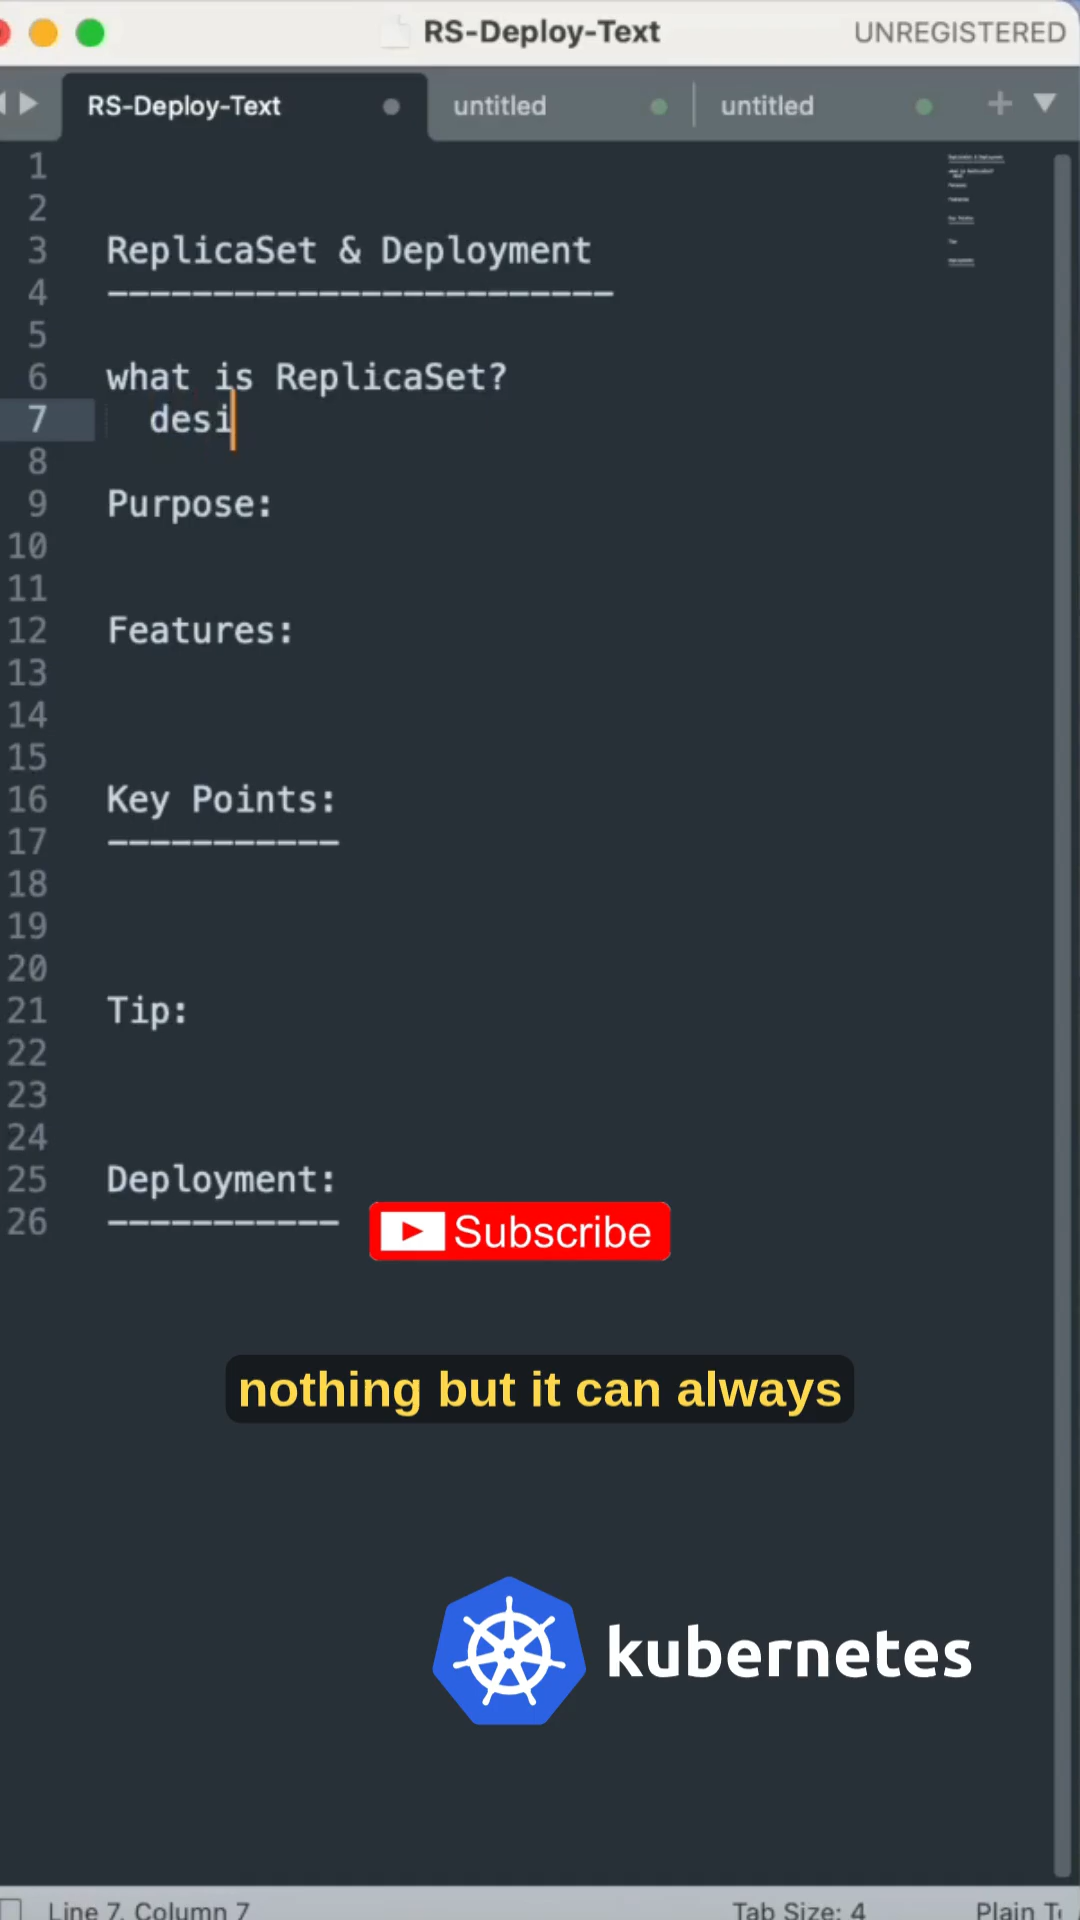 RS-Deploy-Text
UNREGISTERED
RS-Deploy-Text
untitled
untitled
1
2
3 ReplicaSet & Deployment
4 ------------------------
5
6 what is ReplicaSet?
7 desi
8
9 Purpose:
10
11
12 Features:
13
14
15
16 Key Points:
17 -----------
18
19
20
21 Tip:
22
23
24
25 Deployment:
26 -----------
Subscribe
nothing but it can always
kubernetes
Line 7, Column 7
Tab Size: 4
Plain